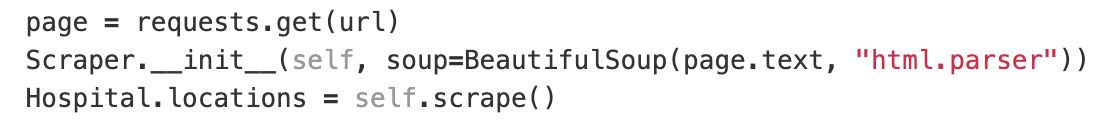 page = requests.get(url)
Scraper.__init__(self, soup=BeautifulSoup(page.text, "html.parser"))
Hospital.locations = self.scrape()